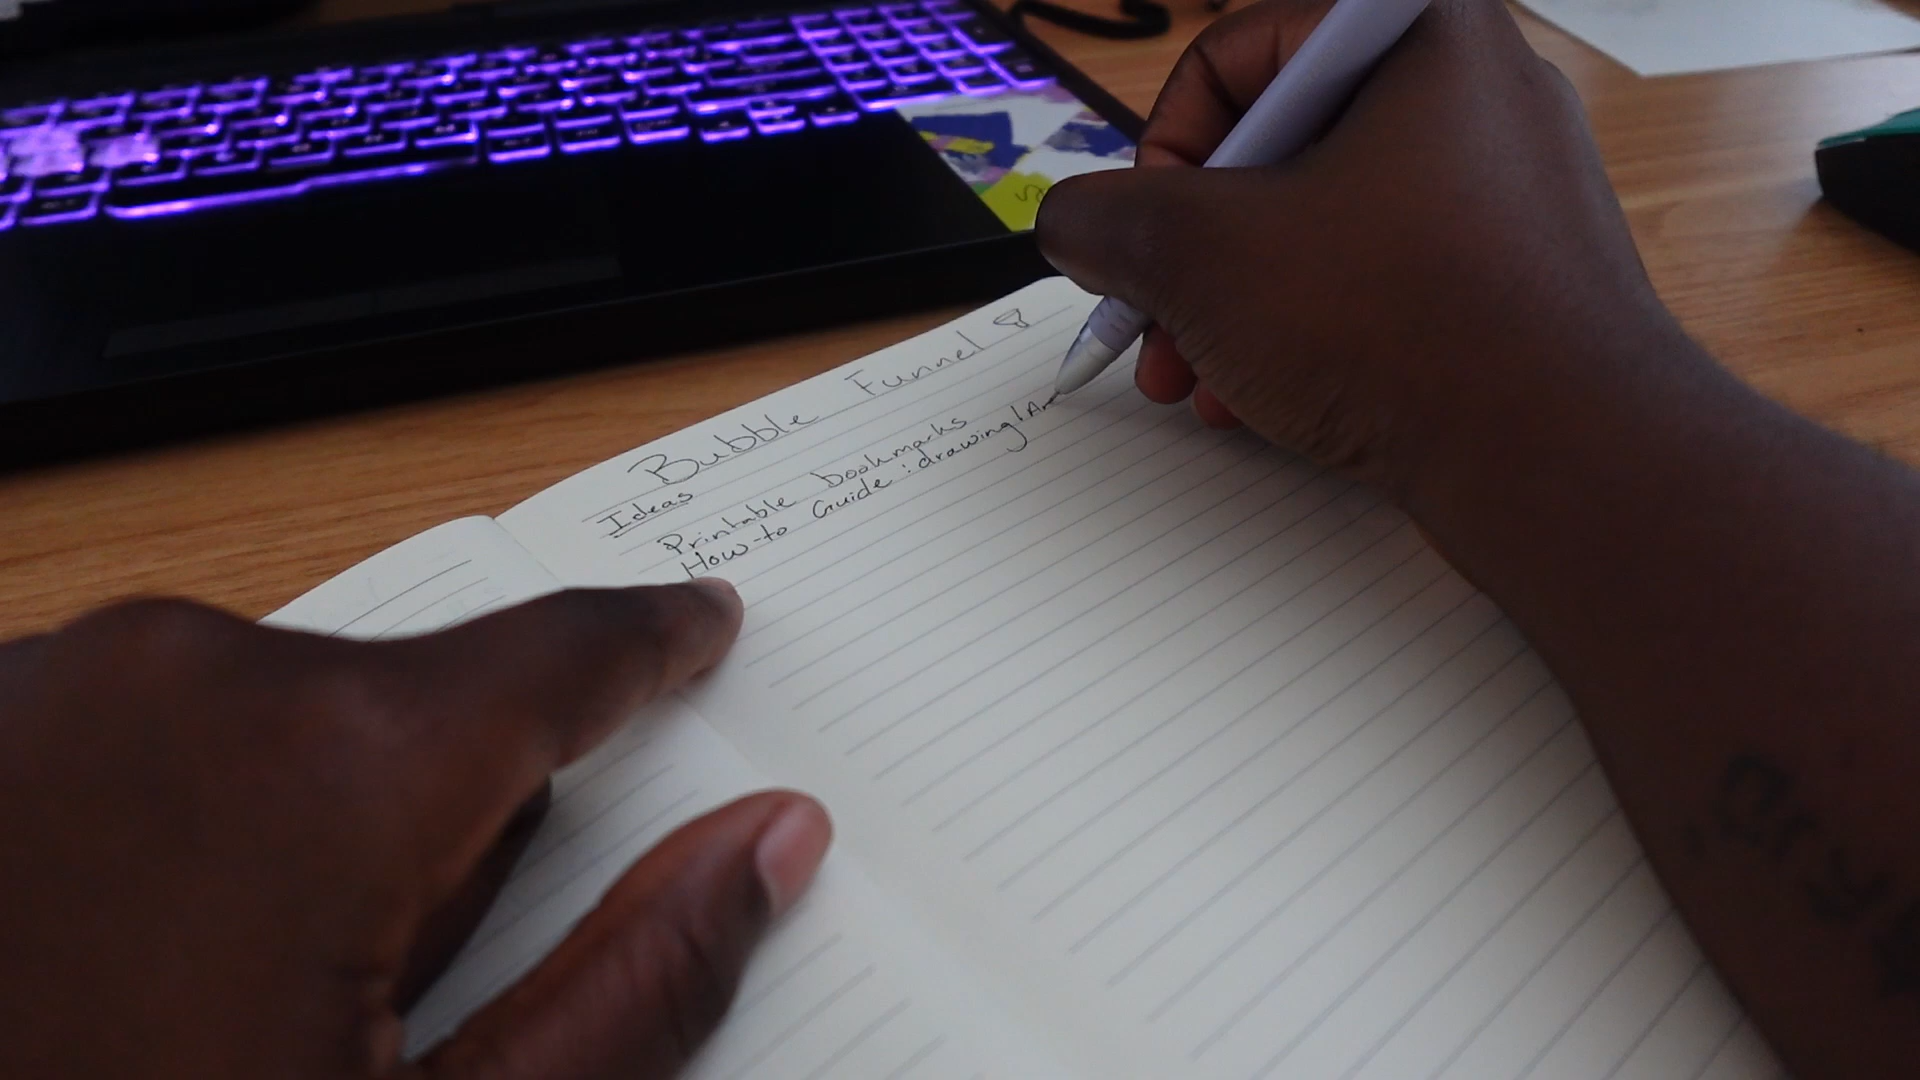 Bubble Funnel
Ideas
Printable bookmarks
How-to Guide : drawing/